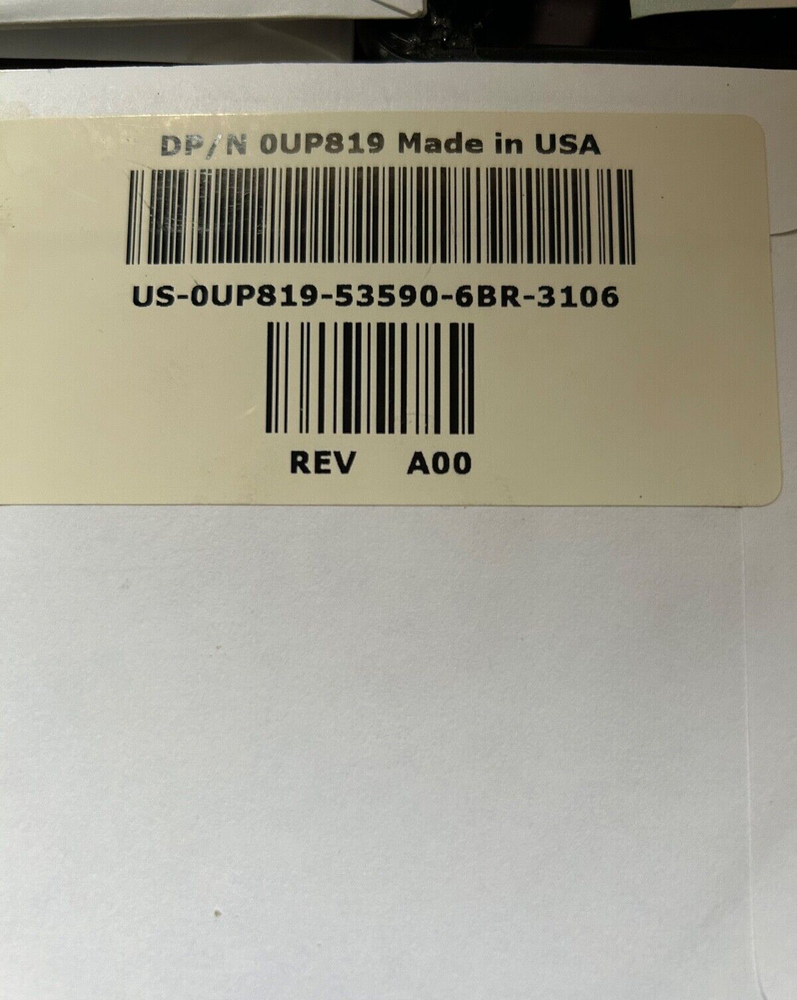 DP/N 0UP819 Made in USA
US-0UP819-53590-6BR-3106
REV A00